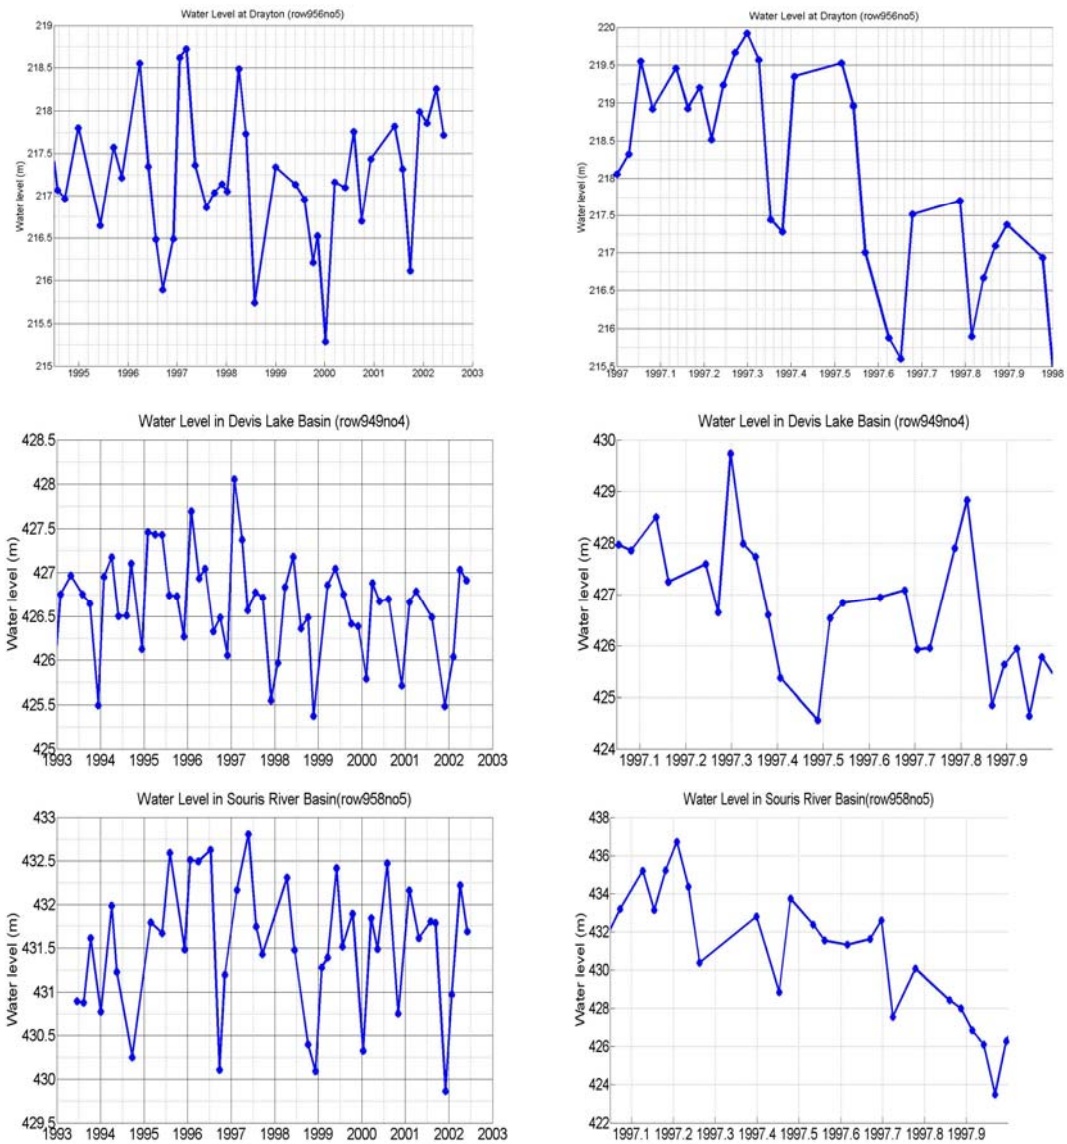 Water Level at Drayton (row956no5)
219
218.5
218
217.5
217
216.5
216
215.5
215
Water level (m)
1995 1996 1997 1998 1999 2000 2001 2002 2003
Water Level at Drayton (row956no5)
220
219.5
219
218.5
218
217.5
217
216.5
216
215.5
Water level (m)
1997 1997.1 1997.2 1997.3 1997.4 1997.5 1997.6 1997.7 1997.8 1997.9 1998
Water Level in Devis Lake Basin (row949no4)
428.5
428
427.5
427
426.5
426
425.5
425
Water level (m)
1993 1994 1995 1996 1997 1998 1999 2000 2001 2002 2003
Water Level in Devis Lake Basin (row949no4)
430
429
428
427
426
425
424
Water level (m)
1997.1 1997.2 1997.3 1997.4 1997.5 1997.6 1997.7 1997.8 1997.9
Water Level in Souris River Basin(row958no5)
433
432.5
432
431.5
431
430.5
430
429.5
Water level (m)
1993 1994 1995 1996 1997 1998 1999 2000 2001 2002 2003
Water Level in Souris River Basin(row958no5)
438
436
434
432
430
428
426
424
422
Water level (m)
1997.1 1997.2 1997.3 1997.4 1997.5 1997.6 1997.7 1997.8 1997.9